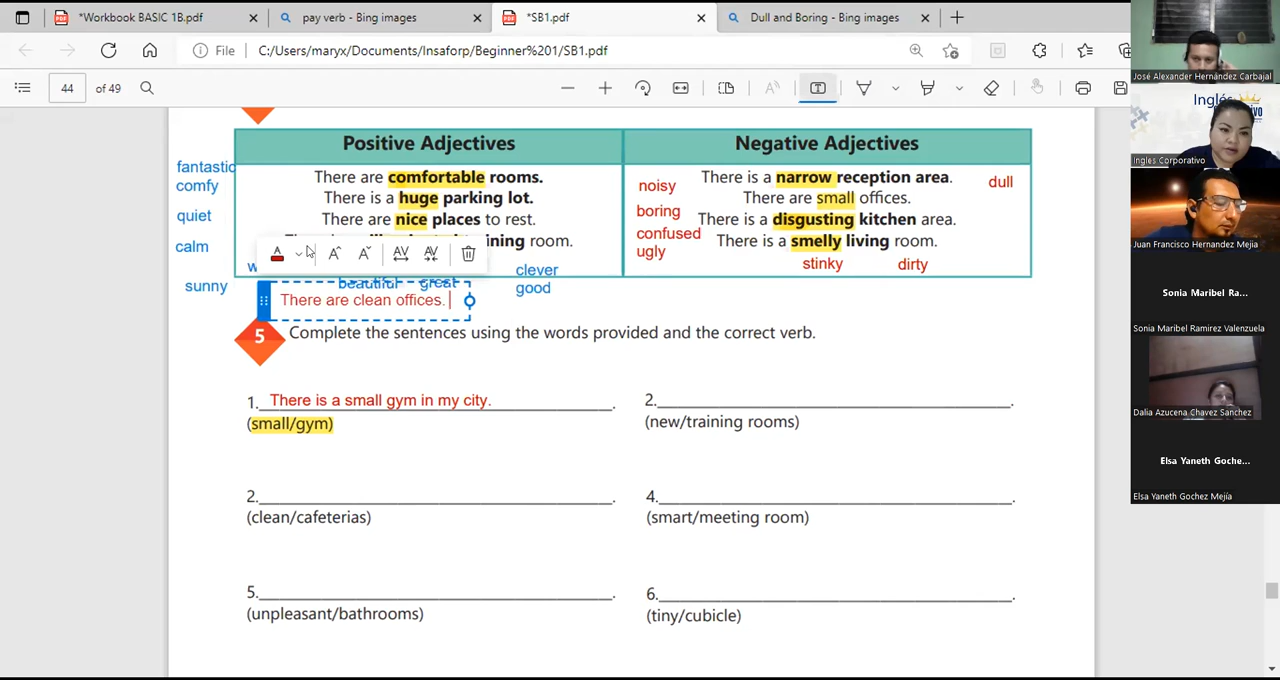 *Workbook BASIC 1B.pdf
pay verb - Bing images
*SB1.pdf
Dull and Boring - Bing images
File
C:/Users/maryx/Documents/Insaforp/Beginner%201/SB1.pdf
44 of 49
Positive Adjectives
There are comfortable rooms.
There is a huge parking lot.
There are nice places to rest.
ining room.
fantastic
comfy
quiet
calm
sunny
beautiful
great
clever
good
Negative Adjectives
There is a narrow reception area.
There are small offices.
There is a disgusting kitchen area.
There is a smelly living room.
noisy
boring
confused
ugly
dull
stinky
dirty
There are clean offices.
5 Complete the sentences using the words provided and the correct verb.
1. There is a small gym in my city.
(small/gym)
2.
(new/training rooms)
2.
(clean/cafeterias)
4.
(smart/meeting room)
5.
(unpleasant/bathrooms)
6.
(tiny/cubicle)
José Alexander Hernández Carbajal
Ingles Corporativo
Juan Francisco Hernandez Mejia
Sonia Maribel Ra...
Sonia Maribel Ramirez Valenzuela
Dalia Azucena Chavez Sanchez
Elsa Yaneth Goche...
Elsa Yaneth Gochez Mejía